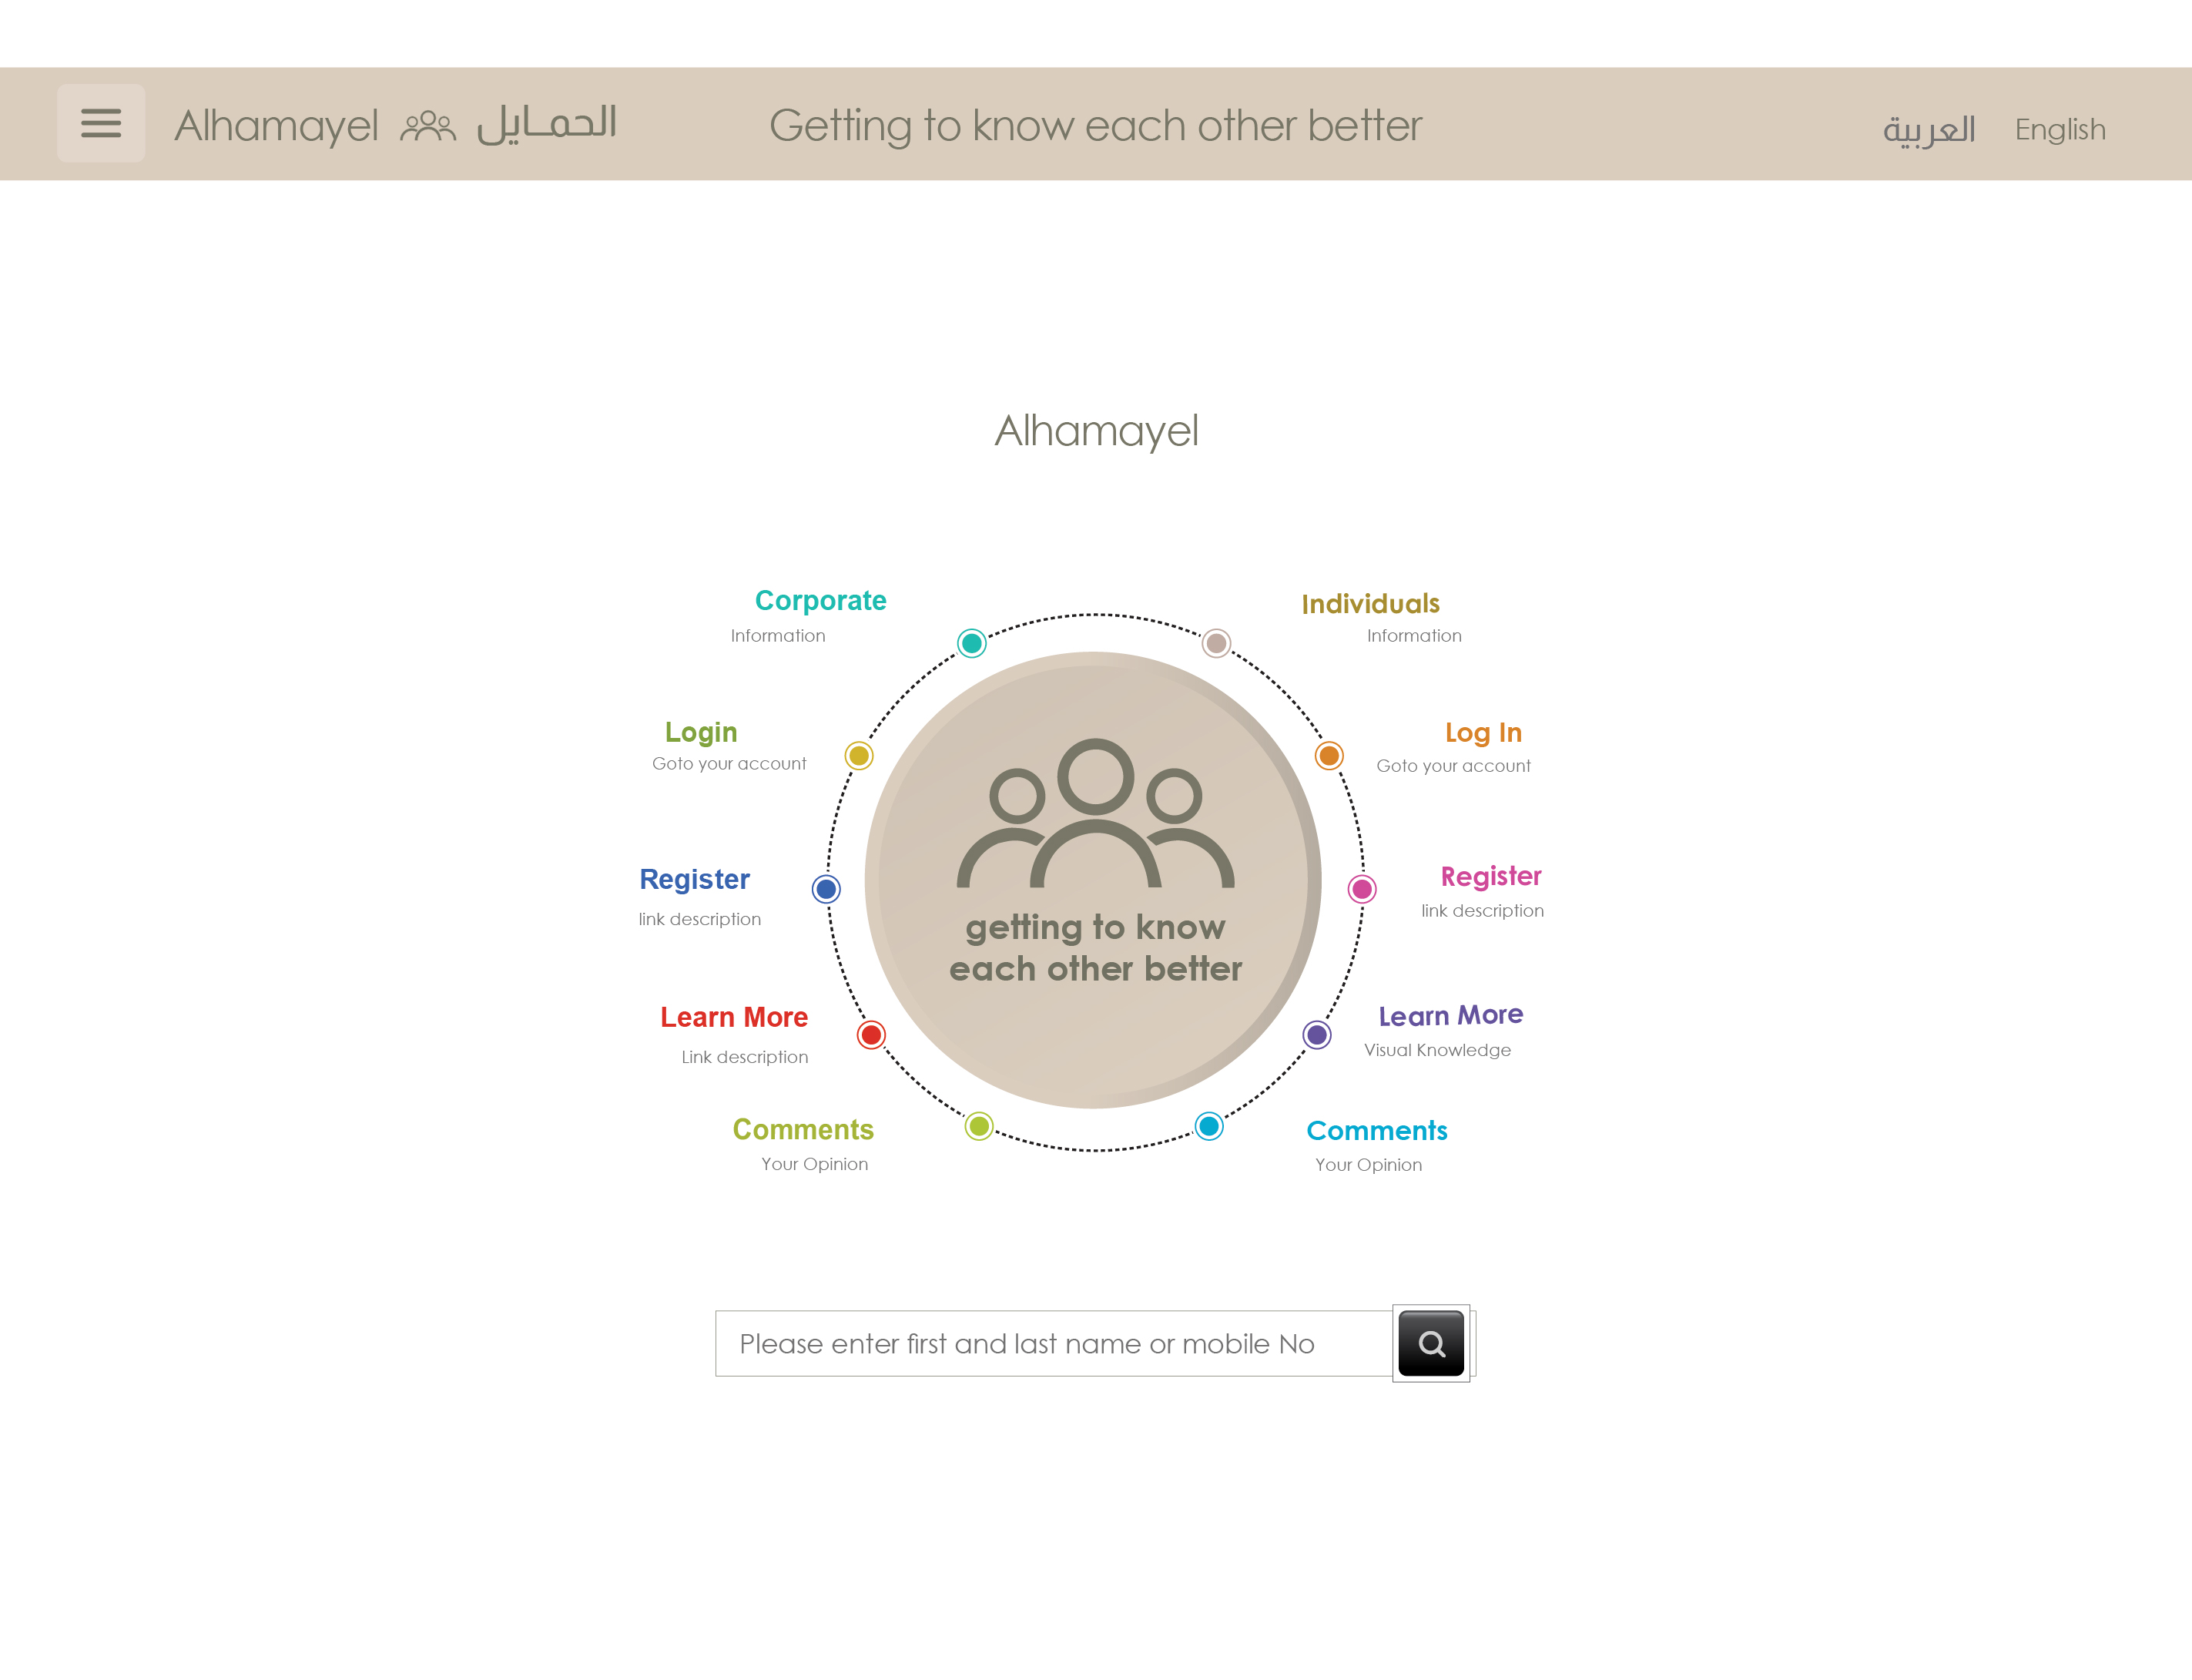 Alhamayel الحمايل
Getting to know each other better
العربية English
Alhamayel
Corporate
Information
Individuals
Information
Login
Goto your account
Log In
Goto your account
Register
link description
Register
link description
getting to know
each other better
Learn More
Link description
Learn More
Visual Knowledge
Comments
Your Opinion
Comments
Your Opinion
Please enter first and last name or mobile No